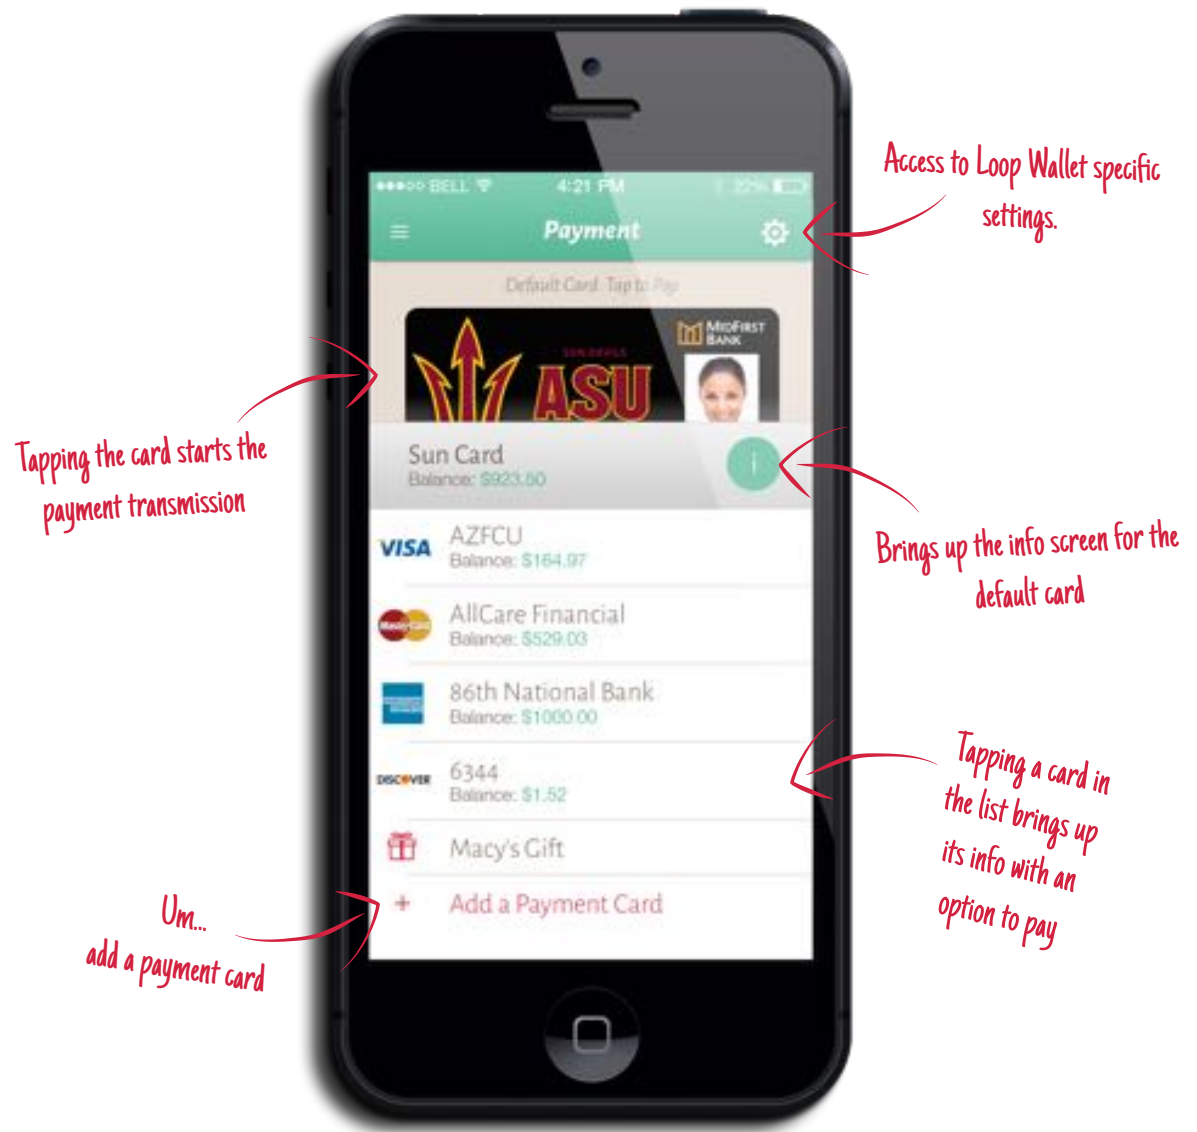 BELL 4:21 PM 22%
Payment
Default Card. Tap to Pay
MIDFIRST
BANK
SUN DEVILS
ASU
Sun Card
Balance: $923.50
VISA
AZFCU
Balance: $164.97
MasterCard
AllCare Financial
Balance: $529.03
86th National Bank
Balance: $1000.00
DISCOVER
6344
Balance: $1.52
Macy's Gift
+ Add a Payment Card
Access to Loop Wallet specific
settings.
Tapping the card starts the
payment transmission
i
Brings up the info screen for the
default card
Tapping a card in
the list brings up
its info with an
option to pay
Um...
add a payment card